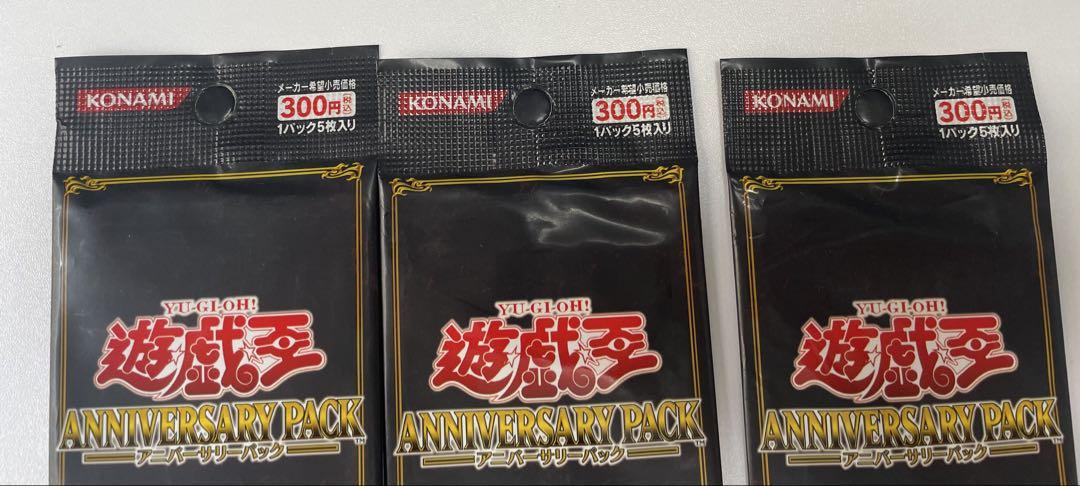 KONAMI
メーカー希望小売価格
300円税込
1パック5枚入り
YU-GI-OH!
遊戯王
ANNIVERSARY PACK™
アニバーサリーパック
KONAMI
メーカー希望小売価格
300円税込
1パック5枚入り
YU-GI-OH!
遊戯王
ANNIVERSARY PACK™
アニバーサリーパック
KONAMI
メーカー希望小売価格
300円税込
1パック5枚入り
YU-GI-OH!
遊戯王
ANNIVERSARY PACK™
アニバーサリーパック